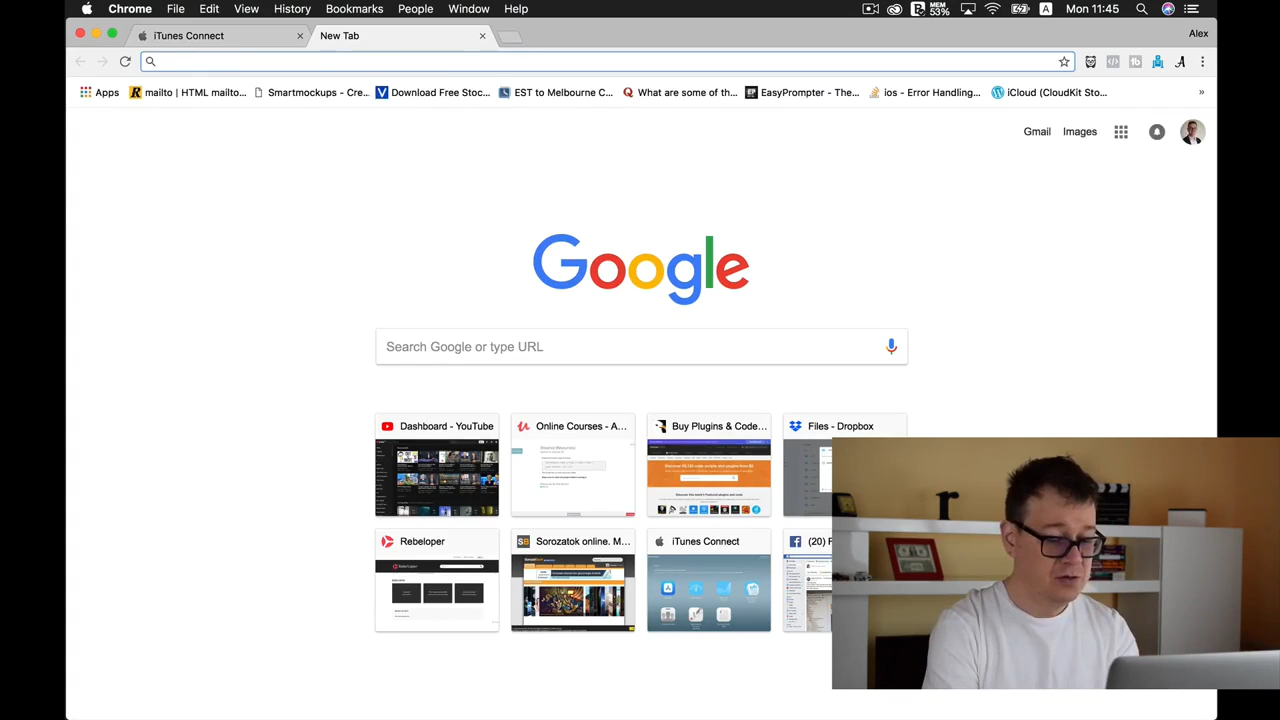 Chrome File Edit View History Bookmarks People Window Help MEM 53% A Mon 11:45
iTunes Connect New Tab Alex
Apps mailto | HTML mailto... Smartmockups - Cre... Download Free Stoc... EST to Melbourne C... What are some of th... EasyPrompter - The... ios - Error Handling... iCloud (CloudKit Sto... »
Gmail Images
Google
Search Google or type URL
Dashboard - YouTube Online Courses - A... Buy Plugins & Code... Files - Dropbox
Rebeloper Sorozatok online. M... iTunes Connect (20) F